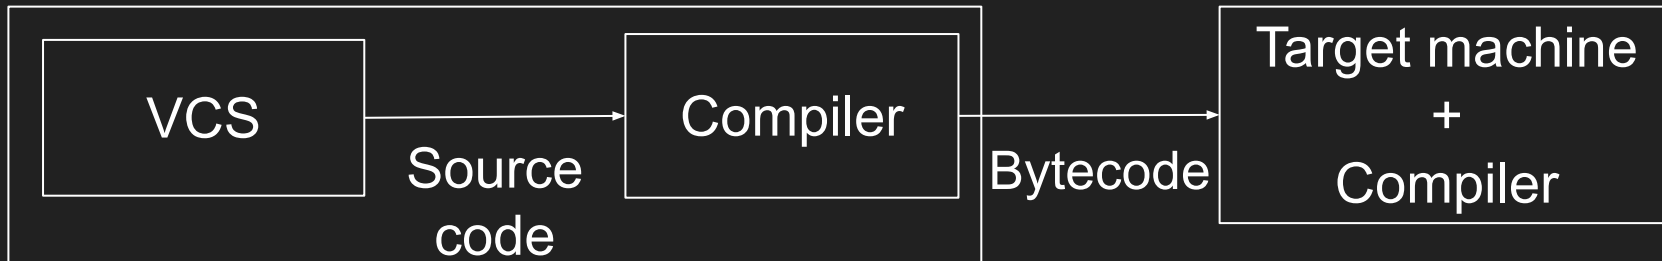 VCS
Source
code
Compiler
Bytecode
Target machine
+
Compiler